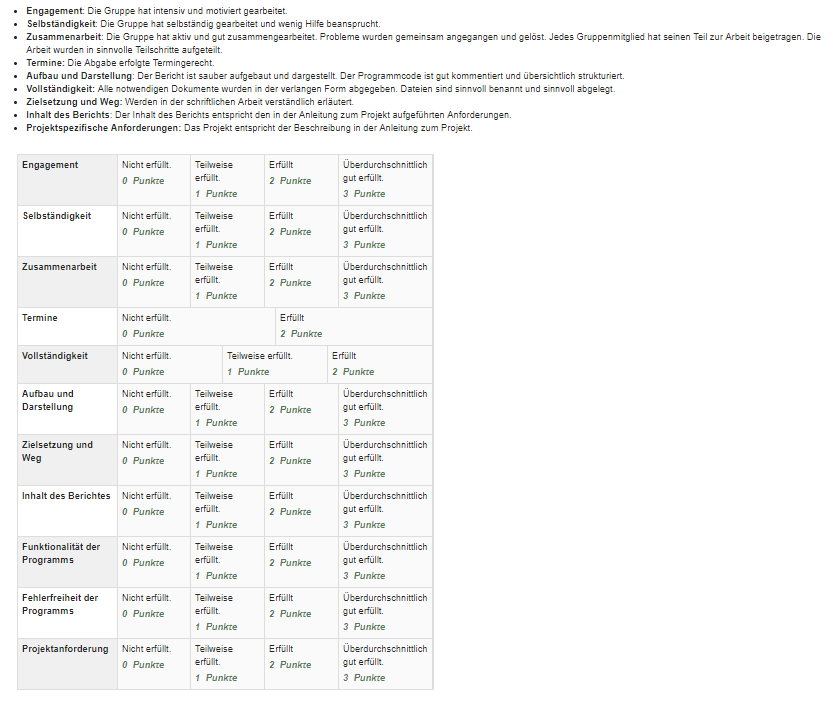 Engagement: Die Gruppe hat intensiv und motiviert gearbeitet.
Selbständigkeit: Die Gruppe hat selbständig gearbeitet und wenig Hilfe beansprucht.
Zusammenarbeit: Die Gruppe hat aktiv und gut zusammengearbeitet. Probleme wurden gemeinsam angegangen und gelöst. Jedes Gruppenmitglied hat seinen Teil zur Arbeit beigetragen. Die
Arbeit wurden in sinnvolle Teilschritte aufgeteilt.
Termine: Die Abgabe erfolgte Termingerecht.
Aufbau und Darstellung: Der Bericht ist sauber aufgebaut und dargestellt. Der Programmcode ist gut kommentiert und übersichtlich strukturiert.
Vollständigkeit: Alle notwendigen Dokumente wurden in der verlangen Form abgegeben. Dateien sind sinnvoll benannt und sinnvoll abgelegt.
Zielsetzung und Weg: Werden in der schriftlichen Arbeit verständlich erläutert.
Inhalt des Berichts: Der Inhalt des Berichts entspricht den in der Anleitung zum Projekt aufgeführten Anforderungen.
Projektspezifische Anforderungen: Das Projekt entspricht der Beschreibung in der Anleitung zum Projekt.
Engagement Nicht erfüllt. Teilweise Erfüllt Überdurchschnittlich
0 Punkte erfüllt. 2 Punkte gut erfüllt.
1 Punkte 3 Punkte
Selbständigkeit Nicht erfüllt. Teilweise Erfüllt Überdurchschnittlich
0 Punkte erfüllt. 2 Punkte gut erfüllt.
1 Punkte 3 Punkte
Zusammenarbeit Nicht erfüllt. Teilweise Erfüllt Überdurchschnittlich
0 Punkte erfüllt. 2 Punkte gut erfüllt.
1 Punkte 3 Punkte
Termine Nicht erfüllt. Erfüllt
0 Punkte 2 Punkte
Vollständigkeit Nicht erfüllt. Teilweise erfüllt. Erfüllt
0 Punkte 1 Punkte 2 Punkte
Aufbau und Nicht erfüllt. Teilweise Erfüllt Überdurchschnittlich
Darstellung 0 Punkte erfüllt. 2 Punkte gut erfüllt.
1 Punkte 3 Punkte
Zielsetzung und Nicht erfüllt. Teilweise Erfüllt Überdurchschnittlich
Weg 0 Punkte erfüllt. 2 Punkte gut erfüllt.
1 Punkte 3 Punkte
Inhalt des Berichtes Nicht erfüllt. Teilweise Erfüllt Überdurchschnittlich
0 Punkte erfüllt. 2 Punkte gut erfüllt.
1 Punkte 3 Punkte
Funktionalität der Nicht erfüllt. Teilweise Erfüllt Überdurchschnittlich
Programms 0 Punkte erfüllt. 2 Punkte gut erfüllt.
1 Punkte 3 Punkte
Fehlerfreiheit der Nicht erfüllt. Teilweise Erfüllt Überdurchschnittlich
Programms 0 Punkte erfüllt. 2 Punkte gut erfüllt.
1 Punkte 3 Punkte
Projektanforderung Nicht erfüllt. Teilweise Erfüllt Überdurchschnittlich
0 Punkte erfüllt. 2 Punkte gut erfüllt.
1 Punkte 3 Punkte